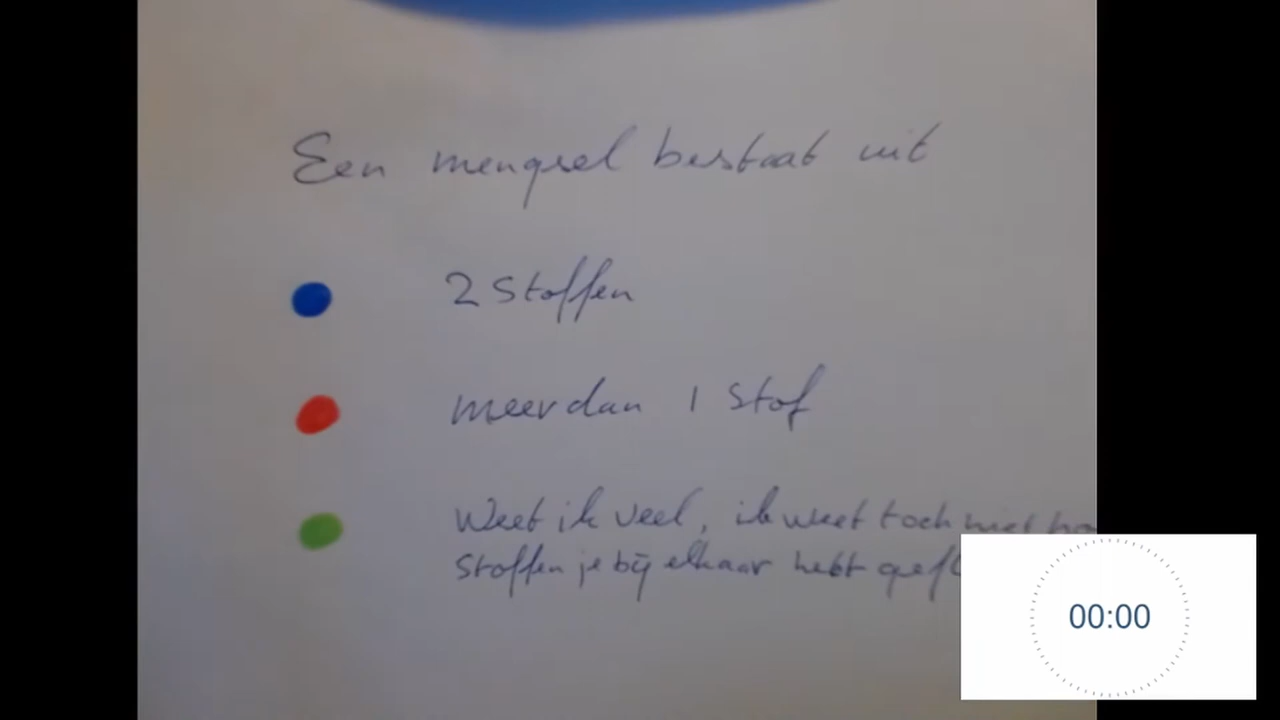 Een mengsel bestaat uit
2 stoffen
meer dan 1 stof
Weet ik veel, ik weet toch niet
stoffen je bij elkaar hebt
00:00